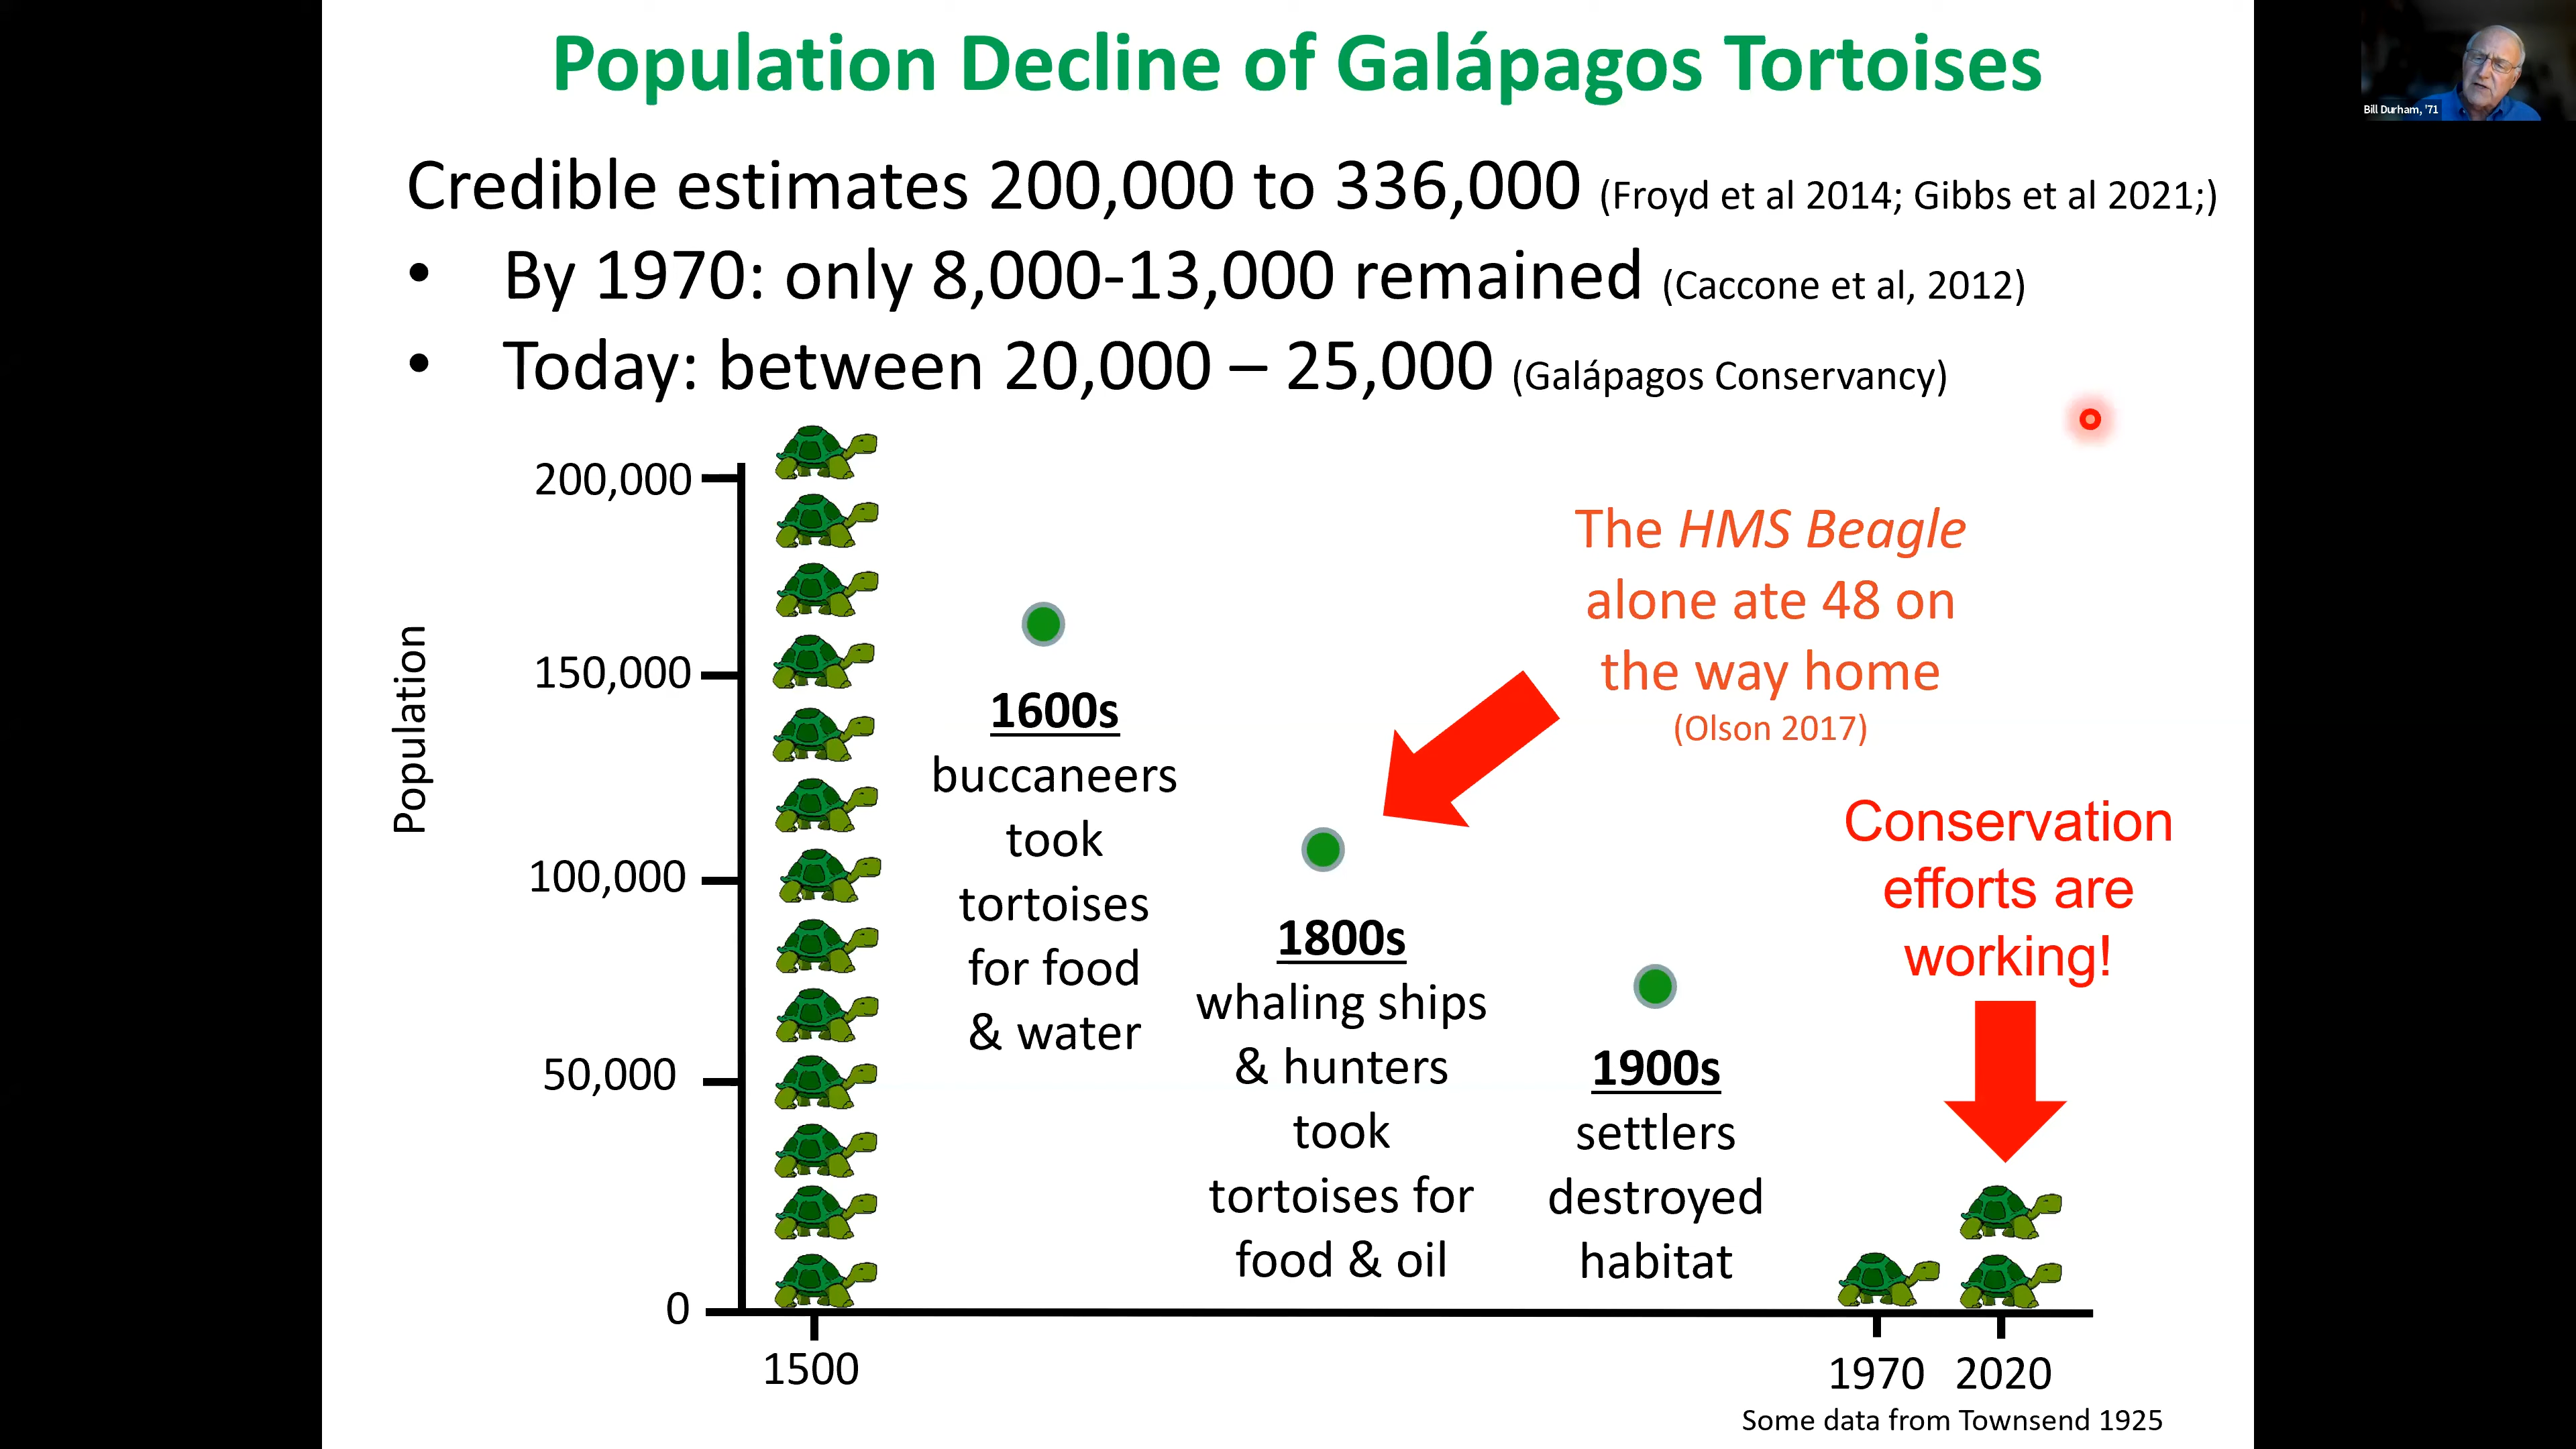 Population Decline of Galápagos Tortoises
Bill Durham, '71
Credible estimates 200,000 to 336,000 (Froyd et al 2014; Gibbs et al 2021;)
• By 1970: only 8,000-13,000 remained (Caccone et al, 2012)
• Today: between 20,000 – 25,000 (Galápagos Conservancy)
Population
200,000
150,000
100,000
50,000
0
1600s
buccaneers
took
tortoises
for food
& water
The HMS Beagle
alone ate 48 on
the way home
(Olson 2017)
1800s
whaling ships
& hunters
took
tortoises for
food & oil
1900s
settlers
destroyed
habitat
Conservation
efforts are
working!
1500
1970
2020
Some data from Townsend 1925